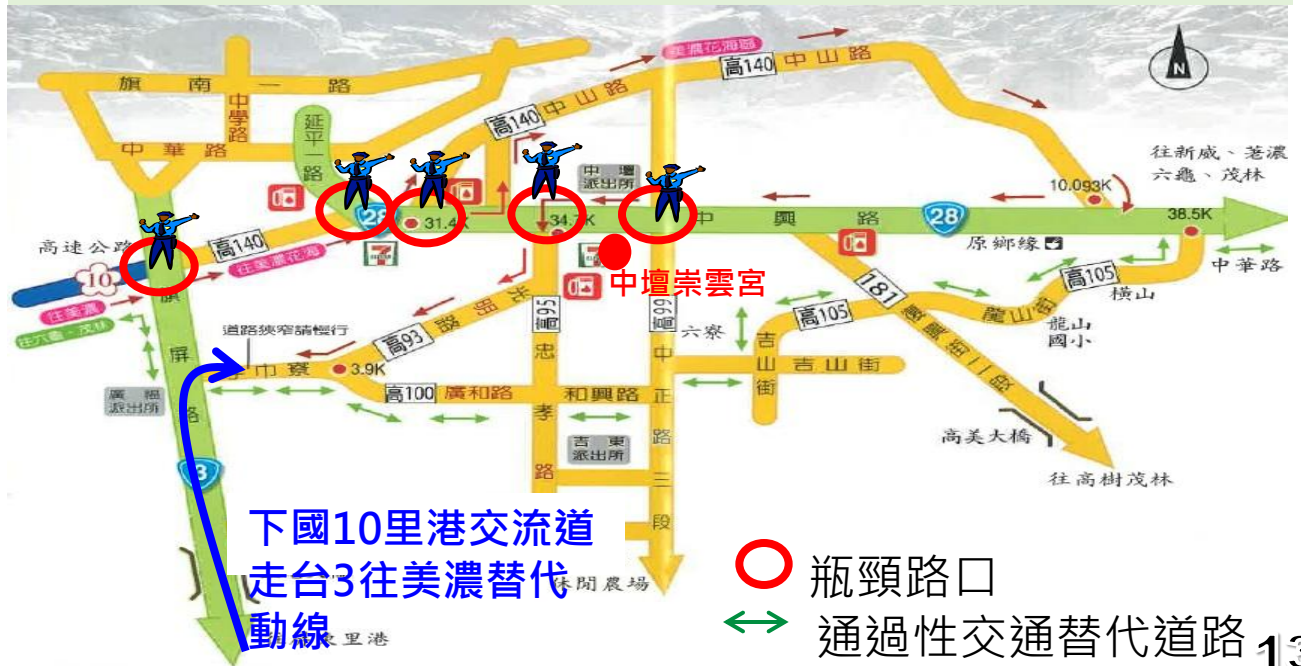 美濃花海區
高140 中山路
N
旗南一路
中學路
延平一路
高140 中山路
中華路
中壇
派出所
往新威、荖濃
六龜、茂林
10.093K
28
31.4K
中興路
28
38.5K
高速公路
高140
往美濃花海
原鄉緣
中華路
10
中壇崇雲宮
高105
橫山
往美濃
往六龜、茂林
旗屏路
道路狹窄請慢行
高93
高95
高99
六寮
高105
龍山街
龍山
國小
181
3.9K
吉山街
吉山街
廣福
派出所
高100 廣和路
和興路
忠孝路
中正路三段
吉東
派出所
高美大橋
往高樹茂林
3
下國10里港交流道
走台3往美濃替代
動線
休閒農場
里港
瓶頸路口
通過性交通替代道路